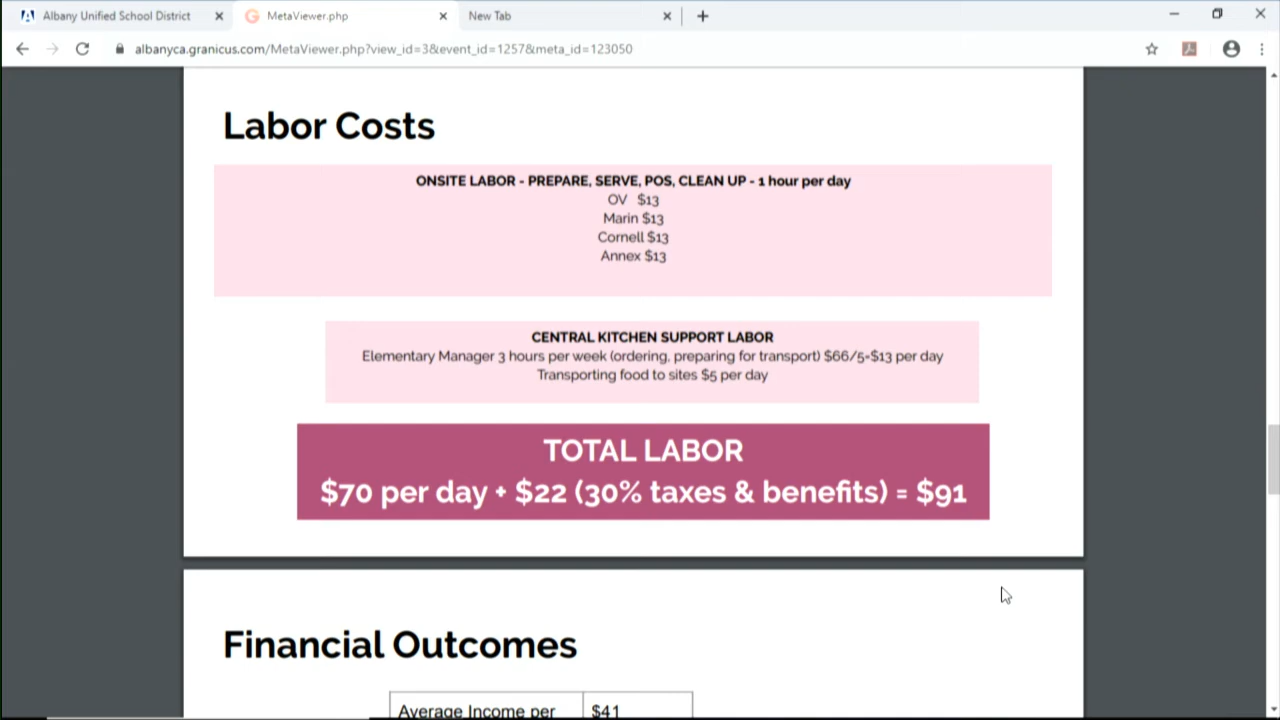 Albany Unified School District
MetaViewer.php
New Tab
albanyca.granicus.com/MetaViewer.php?view_id=3&event_id=1257&meta_id=123050
Labor Costs
ONSITE LABOR - PREPARE, SERVE, POS, CLEAN UP - 1 hour per day
OV $13
Marin $13
Cornell $13
Annex $13
CENTRAL KITCHEN SUPPORT LABOR
Elementary Manager 3 hours per week (ordering, preparing for transport) $66/5=$13 per day
Transporting food to sites $5 per day
TOTAL LABOR
$70 per day + $22 (30% taxes & benefits) = $91
Financial Outcomes
Average Income per
$41